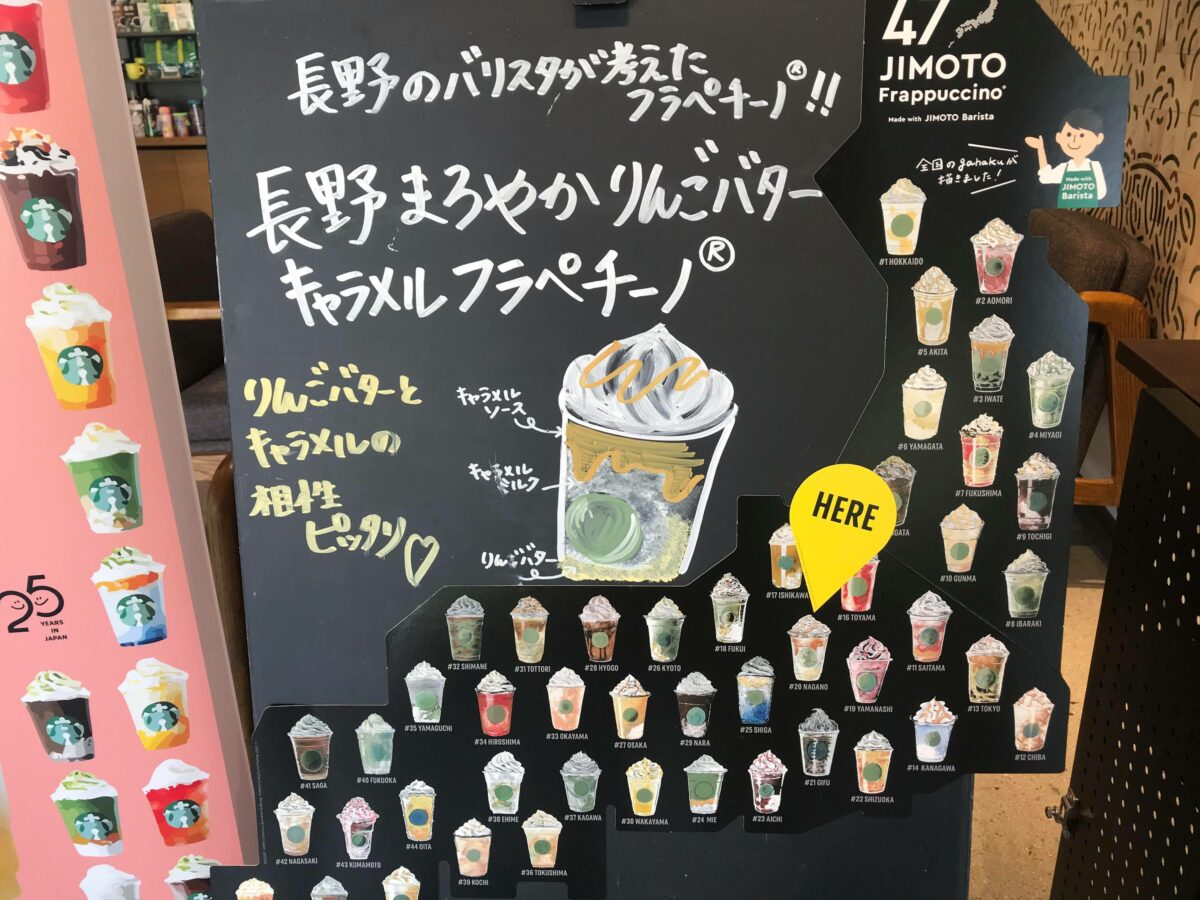 長野のバリスタが考えた
フラペチーノ®!!
長野 まろやか りんごバター
キャラメル フラペチーノ®
りんごバターと
キャラメルの
相性
ピッタリ♡
キャラメル
ソース
キャラメル
ミルク
りんごバター
47
JIMOTO
Frappuccino®
Made with JIMOTO Barista
全国のgahakuが
描きました!
Made with
JIMOTO
Barista
HERE
#1 HOKKAIDO
#2 AOMORI
#5 AKITA
#3 IWATE
#4 MIYAGI
#6 YAMAGATA
#7 FUKUSHIMA
#9 TOCHIGI
#10 GUNMA
#8 IBARAKI
#17 ISHIKAWA
#16 TOYAMA
#18 FUKUI
#11 SAITAMA
#32 SHIMANE
#31 TOTTORI
#28 HYOGO
#26 KYOTO
#20 NAGANO
#19 YAMANASHI
#13 TOKYO
#35 YAMAGUCHI
#34 HIROSHIMA
#33 OKAYAMA
#27 OSAKA
#29 NARA
#25 SHIGA
#14 KANAGAWA
#12 CHIBA
#41 SAGA
#40 FUKUOKA
#21 GIFU
#22 SHIZUOKA
#38 EHIME
#37 KAGAWA
#30 WAKAYAMA
#24 MIE
#23 AICHI
#42 NAGASAKI
#43 KUMAMOTO
#44 OITA
#39 KOCHI
#36 TOKUSHIMA
25
YEARS
IN
JAPAN